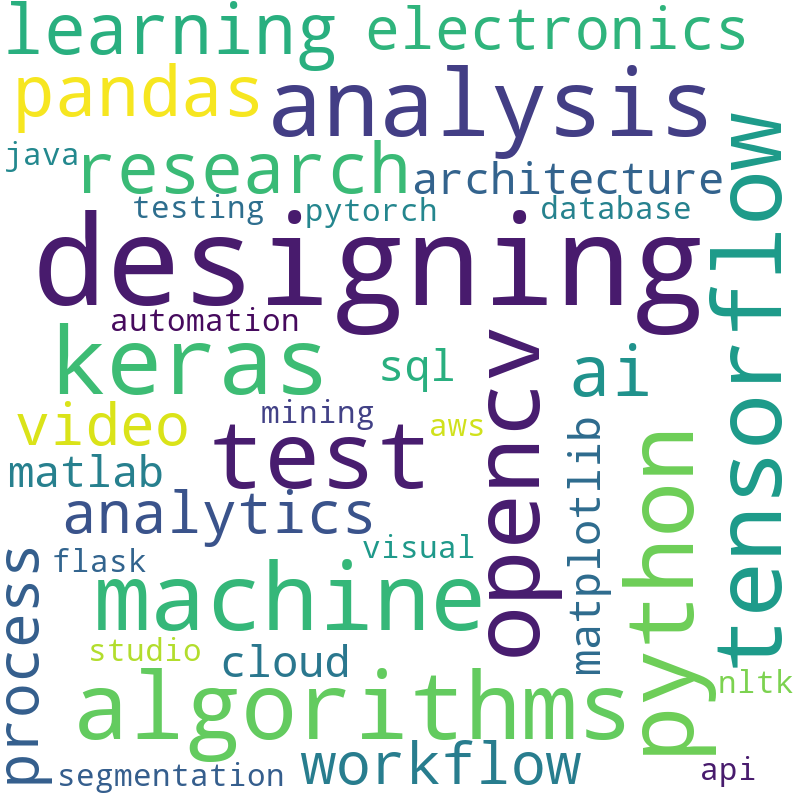 learning
electronics
pandas
analysis
java
research
architecture
testing
pytorch
database
tensorflow
designing
automation
keras
sql
ai
opencv
video
mining
aws
test
matplotlib
python
matlab
analytics
flask
visual
process
machine
studio
cloud
algorithms
nltk
workflow
segmentation
api